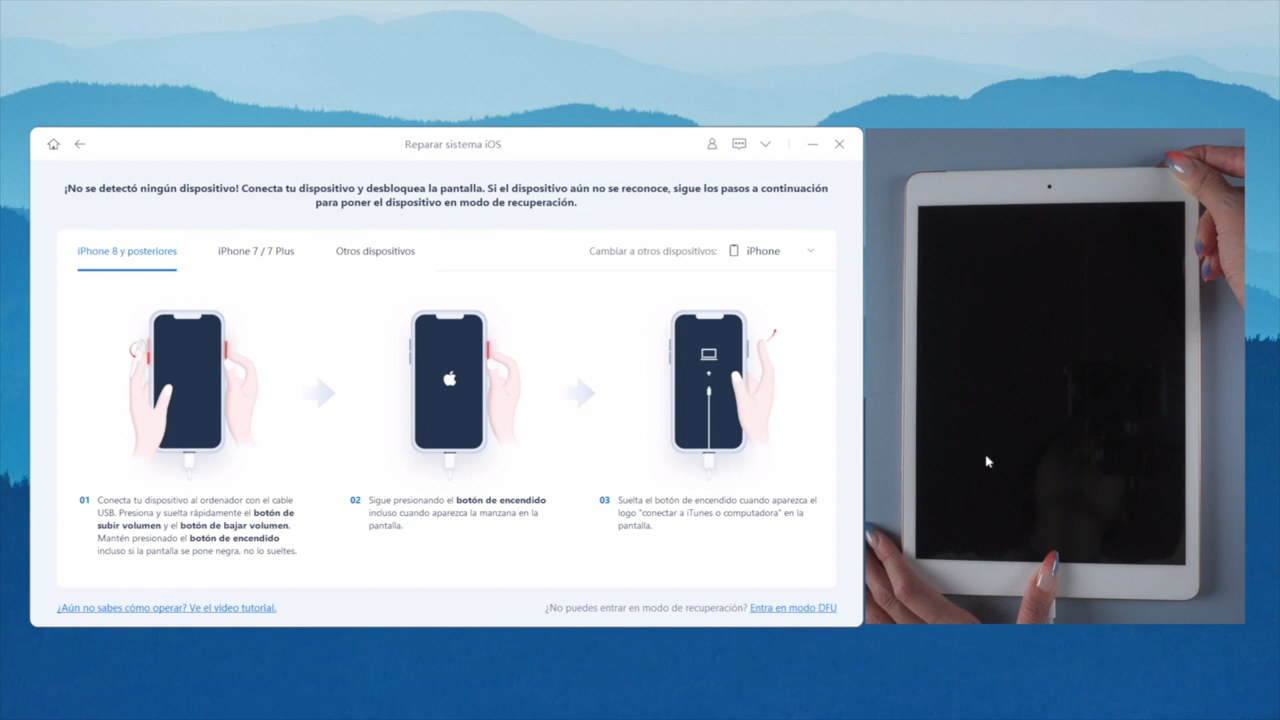 Reparar sistema iOS
¡No se detectó ningún dispositivo! Conecta tu dispositivo y desbloquea la pantalla. Si el dispositivo aún no se reconoce, sigue los pasos a continuación
para poner el dispositivo en modo de recuperación.
iPhone 8 y posteriores
iPhone 7 / 7 Plus
Otros dispositivos
Cambiar a otros dispositivos:
iPhone
01 Conecta tu dispositivo al ordenador con el cable
USB. Presiona y suelta rápidamente el botón de
subir volumen y el botón de bajar volumen.
Mantén presionado el botón de encendido
incluso si la pantalla se pone negra, no lo sueltes.
02 Sigue presionando el botón de encendido
incluso cuando aparezca la manzana en la
pantalla.
03 Suelta el botón de encendido cuando aparezca el
logo "conectar a iTunes o computadora" en la
pantalla.
¿Aún no sabes cómo operar? Ve el video tutorial.
¿No puedes entrar en modo de recuperación? Entra en modo DFU